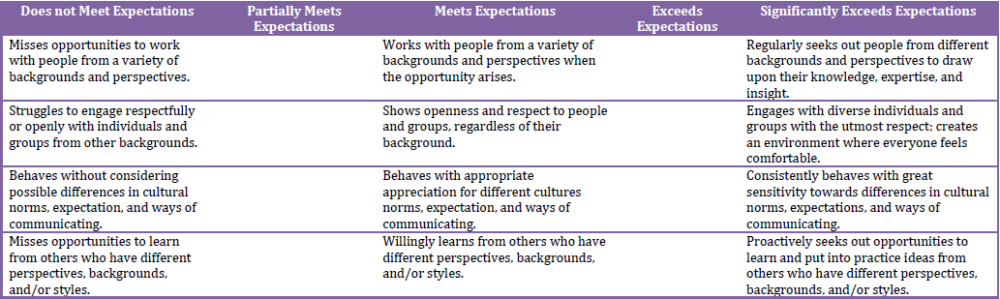 Does not Meet Expectations
Partially Meets
Expectations
Meets Expectations
Exceeds
Expectations
Significantly Exceeds Expectations
Misses opportunities to work
with people from a variety of
backgrounds and perspectives.
Works with people from a variety of
backgrounds and perspectives when
the opportunity arises.
Regularly seeks out people from different
backgrounds and perspectives to draw
upon their knowledge, expertise, and
insight.
Struggles to engage respectfully
or openly with individuals and
groups from other backgrounds.
Shows openness and respect to people
and groups, regardless of their
background.
Engages with diverse individuals and
groups with the utmost respect; creates
an environment where everyone feels
comfortable.
Behaves without considering
possible differences in cultural
norms, expectation, and ways of
communicating.
Behaves with appropriate
appreciation for different cultures
norms, expectation, and ways of
communicating.
Consistently behaves with great
sensitivity towards differences in cultural
norms, expectations, and ways of
communicating.
Misses opportunities to learn
from others who have different
perspectives, backgrounds,
and/or styles.
Willingly learns from others who have
different perspectives, backgrounds,
and/or styles.
Proactively seeks out opportunities to
learn and put into practice ideas from
others who have different perspectives,
backgrounds, and/or styles.